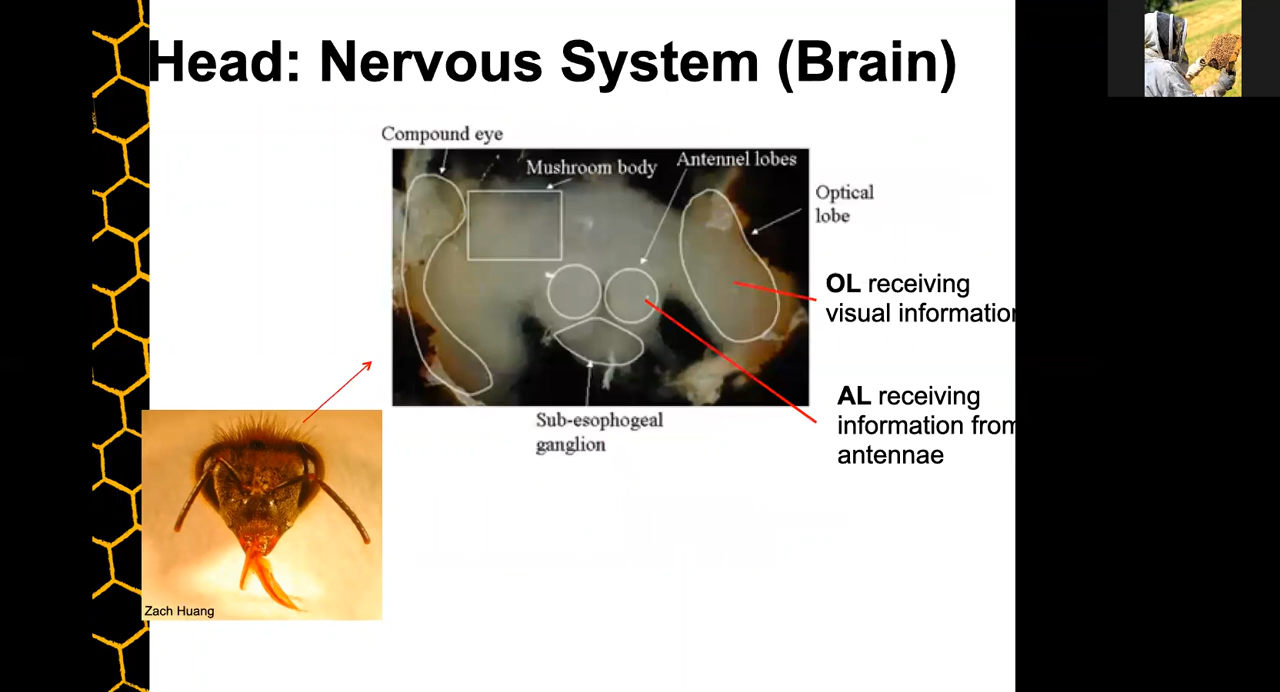 Head: Nervous System (Brain)
Compound eye
Mushroom body
Antennel lobes
Optical
lobe
OL receiving
visual information
AL receiving
information from
antennae
Sub-esophogeal
ganglion
Zach Huang